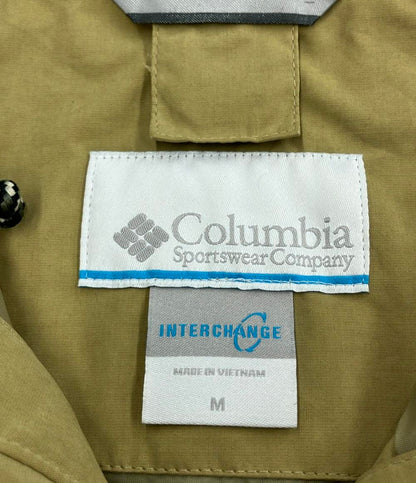 Columbia
Sportswear Company
INTERCHANGE
MADE IN VIETNAM
M